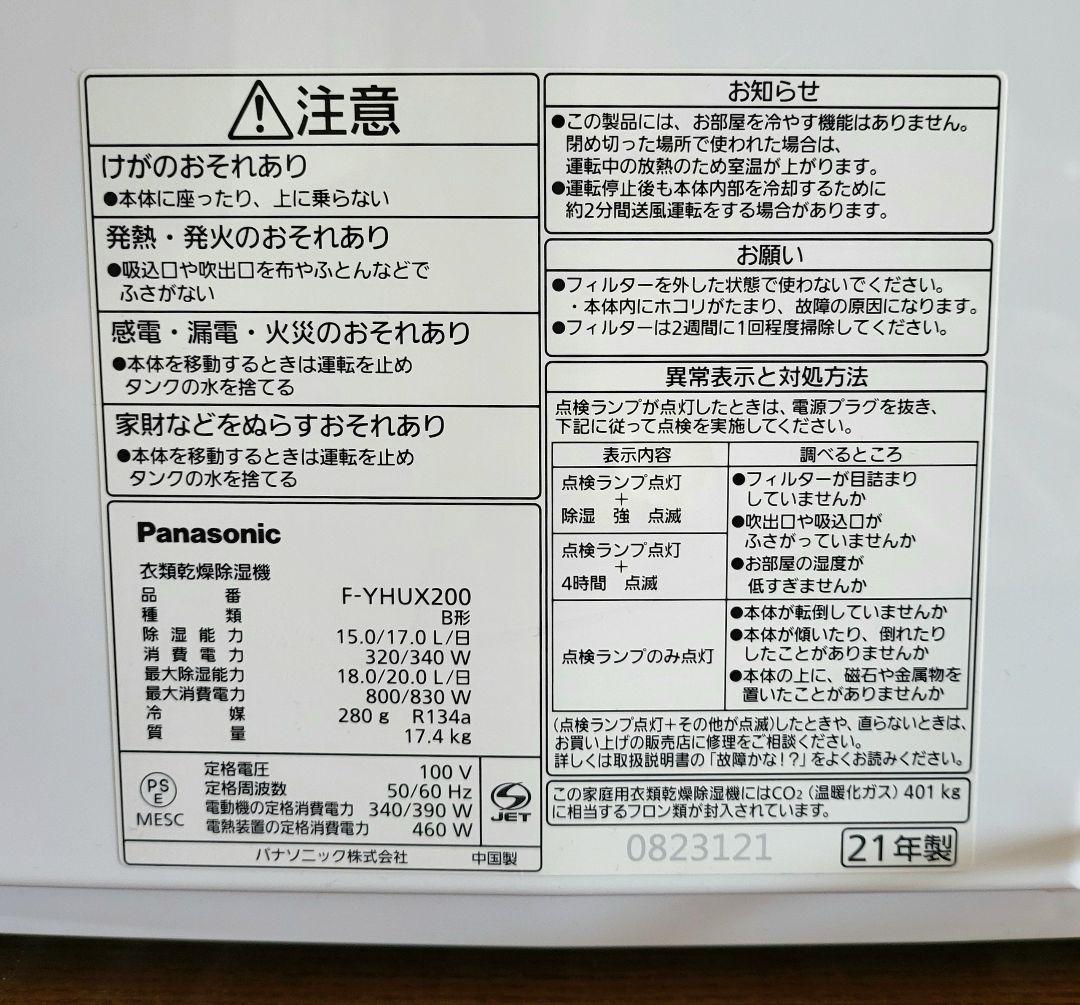 注意
けがのおそれあり
●本体に座ったり、上に乗らない
発熱・発火のおそれあり
●吸込口や吹出口を布やふとんなどで
ふさがない
感電・漏電・火災のおそれあり
●本体を移動するときは運転を止め
タンクの水を捨てる
家財などをぬらすおそれあり
●本体を移動するときは運転を止め
タンクの水を捨てる
Panasonic
衣類乾燥除湿機
品番 F-YHUX200
種類 B形
除湿能力 15.0/17.0 L/日
消費電力 320/340 W
最大除湿能力 18.0/20.0 L/日
最大消費電力 800/830 W
冷媒 280 g R134a
質量 17.4 kg
PS
E
MESC
定格電圧 100 V
定格周波数 50/60 Hz
電動機の定格消費電力 340/390 W
電熱装置の定格消費電力 460 W
JET
パナソニック株式会社 中国製
お知らせ
●この製品には、お部屋を冷やす機能はありません。
閉め切った場所で使われた場合は、
運転中の放熱のため室温が上がります。
●運転停止後も本体内部を冷却するために
約2分間送風運転をする場合があります。
お願い
●フィルターを外した状態で使わないでください。
・本体内にホコリがたまり、故障の原因になります。
●フィルターは2週間に1回程度掃除してください。
異常表示と対処方法
点検ランプが点灯したときは、電源プラグを抜き、
下記に従って点検を実施してください。
表示内容 調べるところ
点検ランプ点灯
+
除湿 強 点滅
点検ランプ点灯
+
4時間 点滅
●フィルターが目詰まり
していませんか
●吹出口や吸込口が
ふさがっていませんか
●お部屋の湿度が
低すぎませんか
点検ランプのみ点灯
●本体が転倒していませんか
●本体が傾いたり、倒れたり
したことがありませんか
●本体の上に、磁石や金属物を
置いたことがありませんか
(点検ランプ点灯+その他が点滅)したときや、直らないときは、
お買い上げの販売店に修理をご相談ください。
詳しくは取扱説明書の「故障かな!?」をよくお読みください。
この家庭用衣類乾燥除湿機にはCO₂(温暖化ガス)401 kg
に相当するフロン類が封入されています。
0823121
21年製